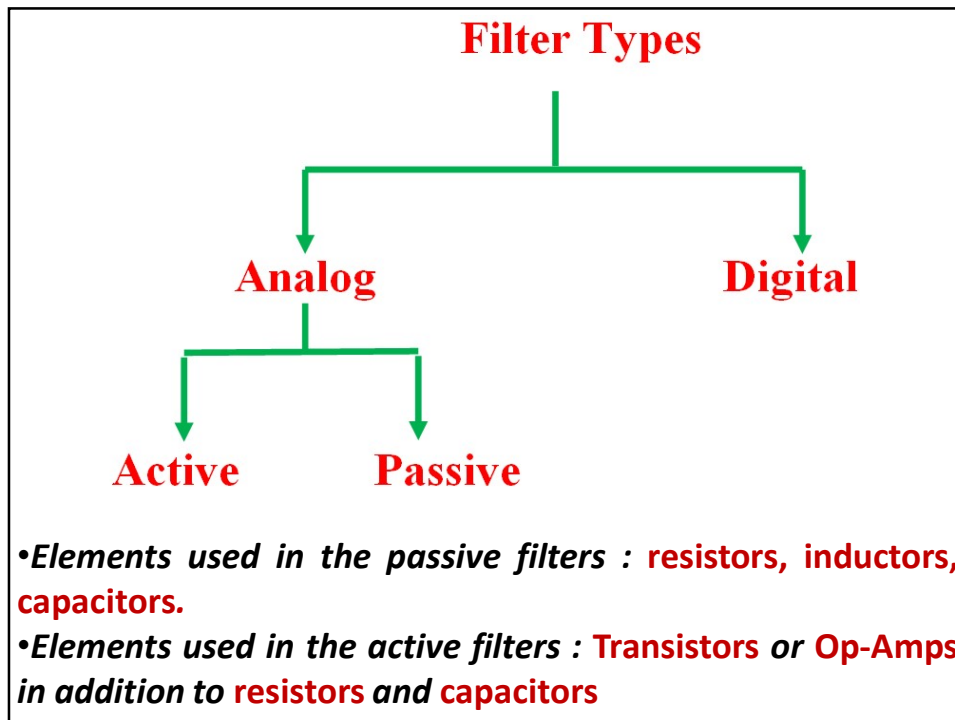 Filter Types
Analog Digital
Active Passive
•Elements used in the passive filters : resistors, inductors,
capacitors.
•Elements used in the active filters : Transistors or Op-Amps
in addition to resistors and capacitors